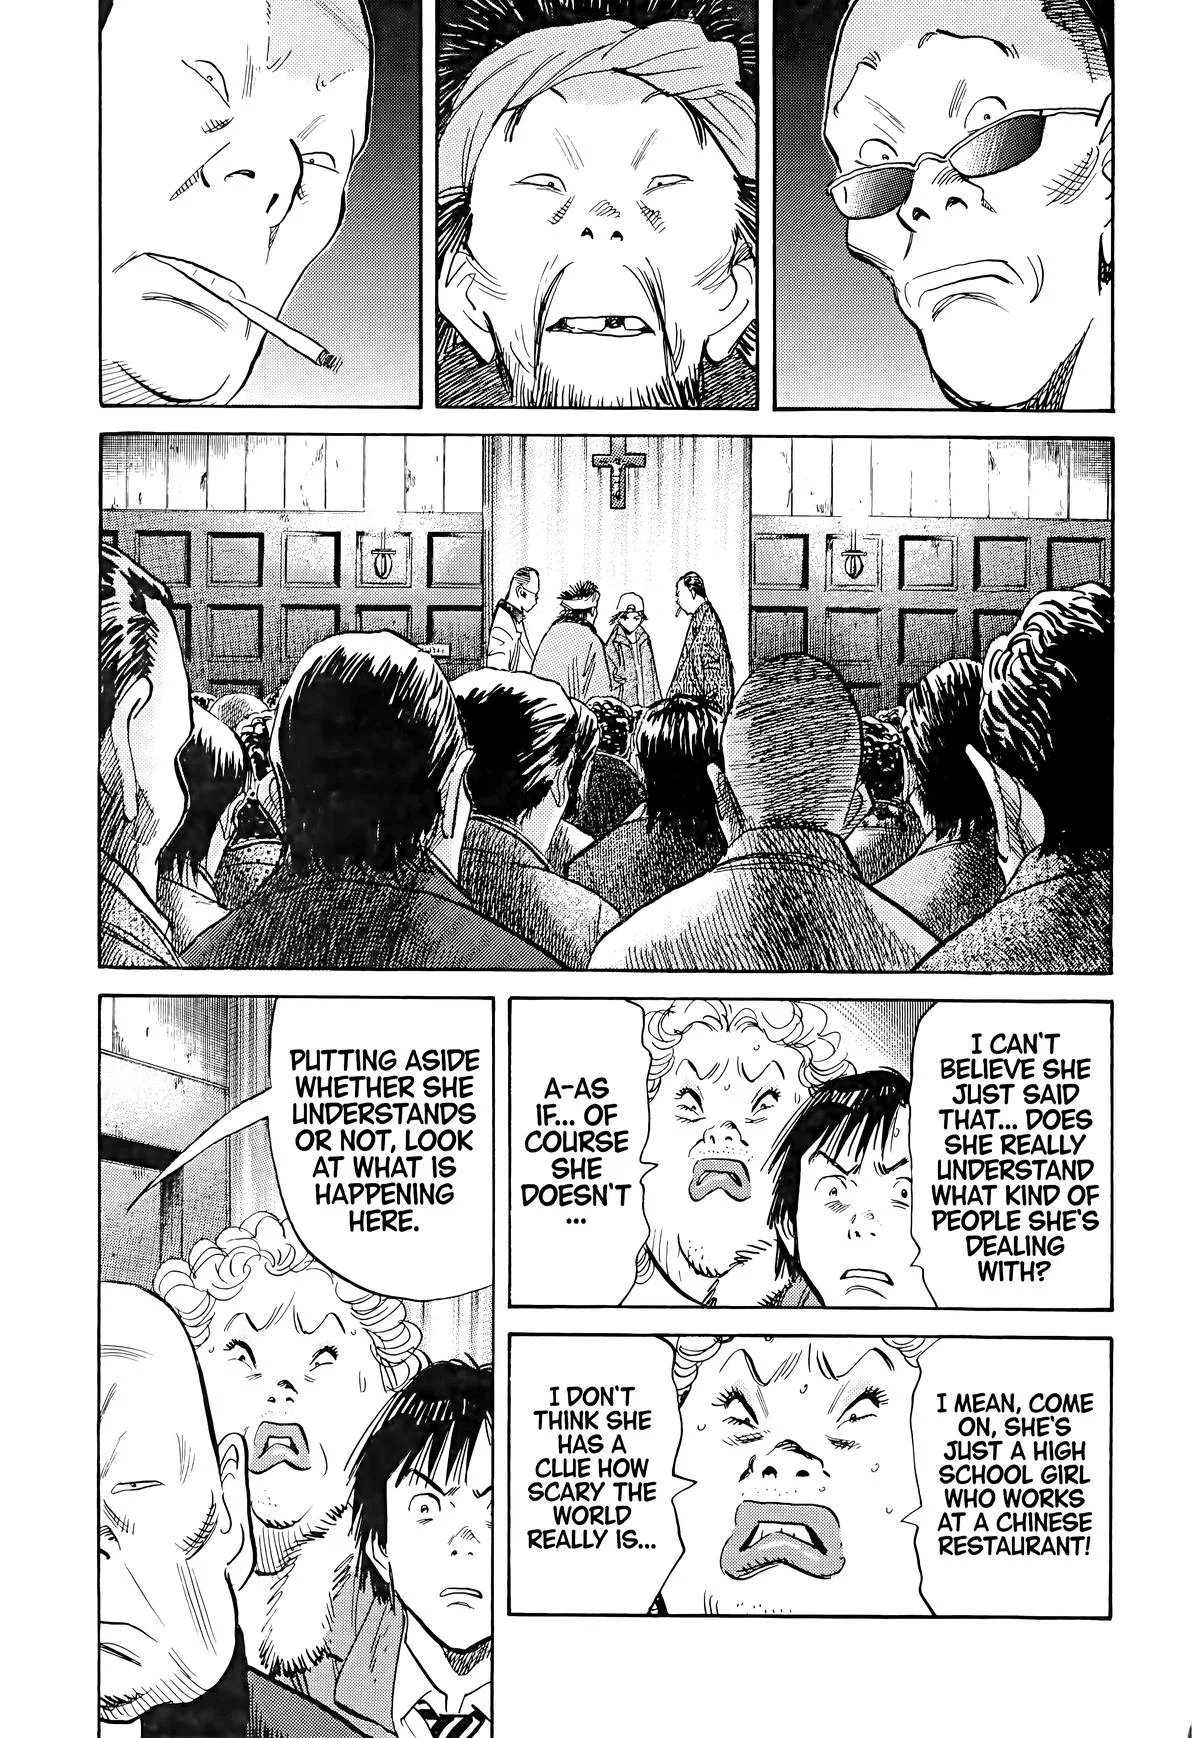 I CAN'T
BELIEVE SHE
JUST SAID
THAT... DOES
SHE REALLY
UNDERSTAND
WHAT KIND OF
PEOPLE SHE'S
DEALING
WITH?
A-AS
IF... OF
COURSE
SHE
DOESN'T
...
I MEAN, COME
ON, SHE'S
JUST A HIGH
SCHOOL GIRL
WHO WORKS
AT A CHINESE
RESTAURANT!
I DON'T
THINK SHE
HAS A
CLUE HOW
SCARY THE
WORLD
REALLY IS...
PUTTING ASIDE
WHETHER SHE
UNDERSTANDS
OR NOT, LOOK
AT WHAT IS
HAPPENING
HERE.